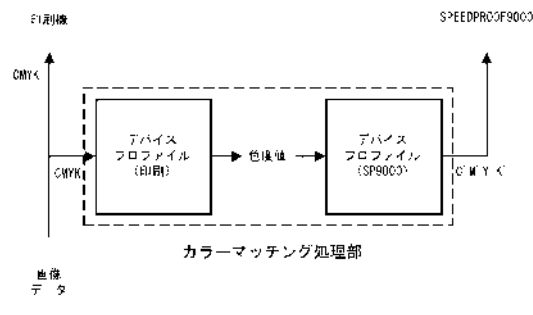 印刷機
SPEEDPROOF9000
CMYK
デバイス
プロファイル
(印刷)
色度値
デバイス
プロファイル
(SP9000)
CMYK
C'M'Y'K'
カラーマッチング処理部
画像
データ